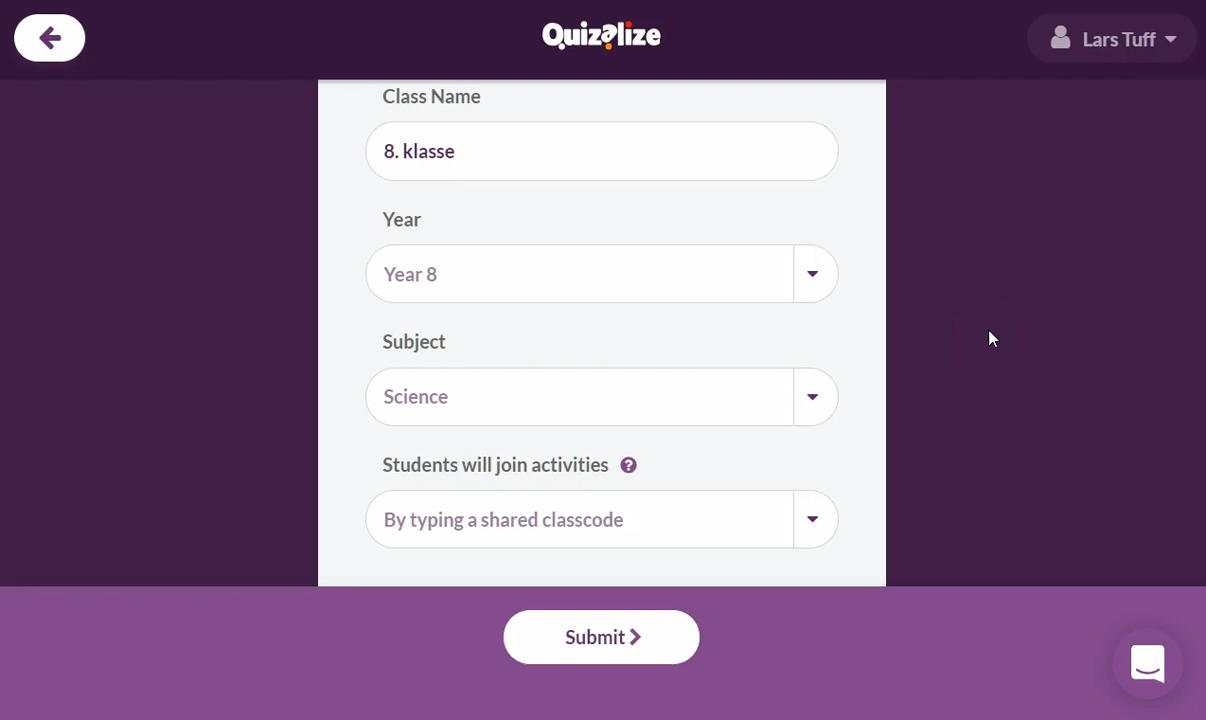 Quizalize
Lars Tuff
Class Name
8. klasse
Year
Year 8
Subject
Science
Students will join activities ?
By typing a shared classcode
Submit